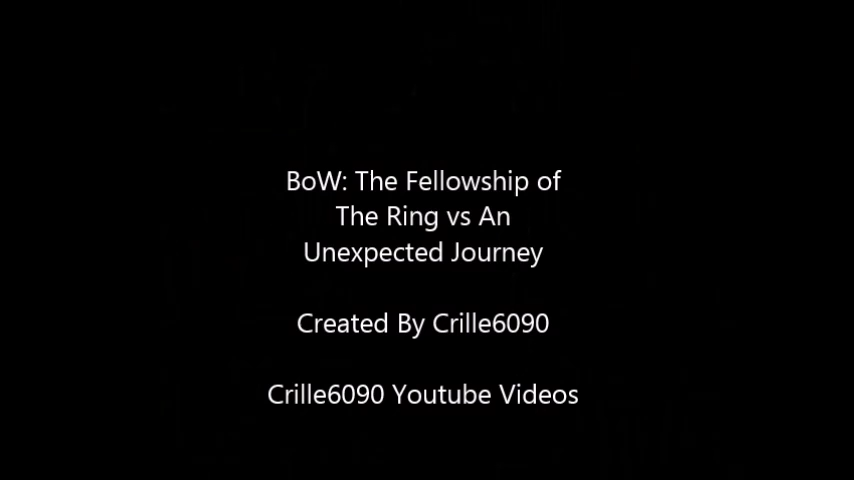 BoW: The Fellowship of
The Ring vs An
Unexpected Journey
Created By Crille6090
Crille6090 Youtube Videos